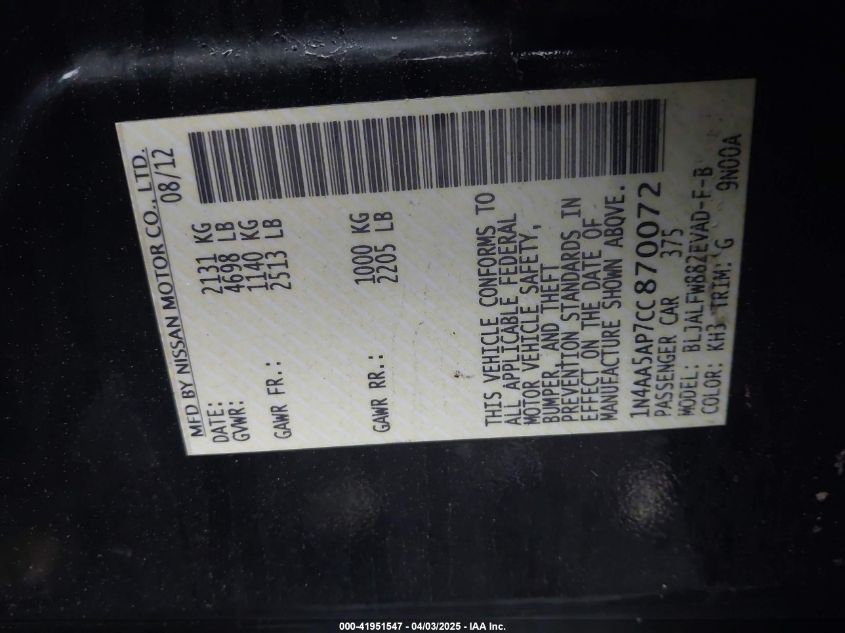 MFD BY NISSAN MOTOR CO., LTD.
DATE: 08/12
GVWR: 2131 KG
4698 LB
GAWR FR.: 1140 KG
2513 LB
GAWR RR.: 1000 KG
2205 LB
THIS VEHICLE CONFORMS TO
ALL APPLICABLE FEDERAL
MOTOR VEHICLE SAFETY,
BUMPER, AND THEFT
PREVENTION STANDARDS IN
EFFECT ON THE DATE OF
MANUFACTURE SHOWN ABOVE.
1N4AA5AP7CC870072
PASSENGER CAR 375
MODEL: BLJALFW882EVAD-F-B
COLOR: KH3 TRIM: G 9N00A
000-41951547 - 04/03/2025 - IAA Inc.